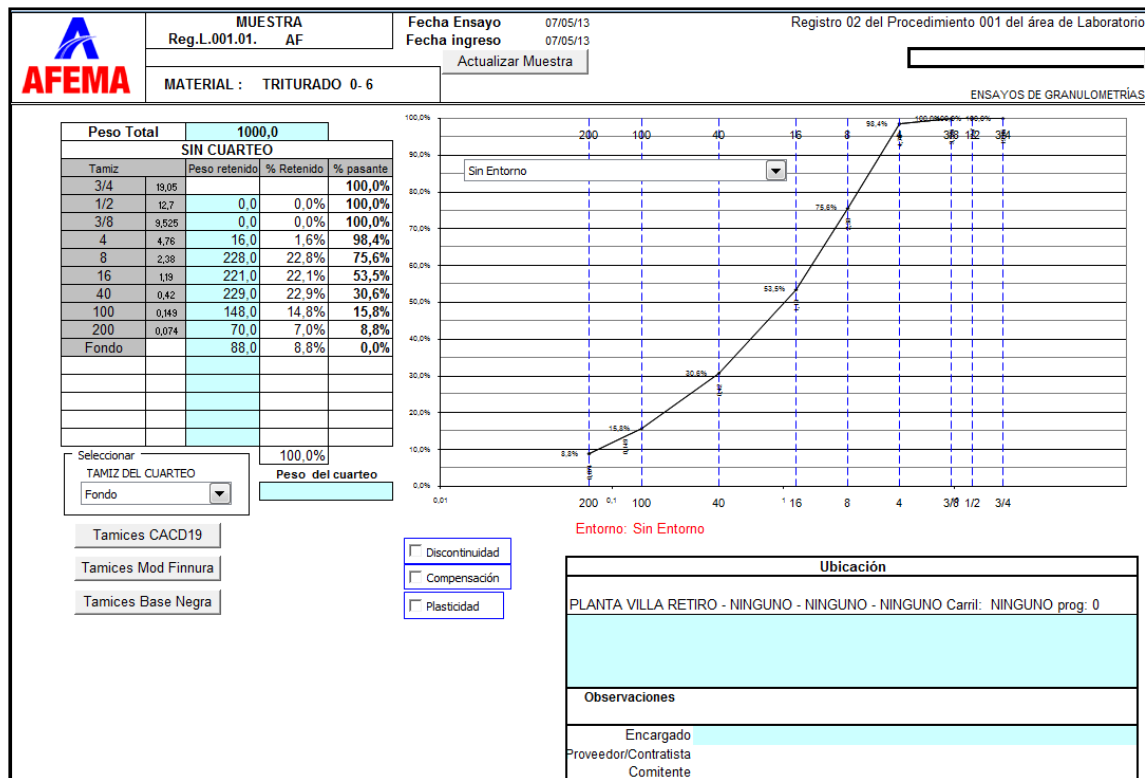 AFEMA
MUESTRA
Reg.L.001.01. AF
MATERIAL : TRITURADO 0- 6
Fecha Ensayo 07/05/13
Fecha ingreso 07/05/13
Actualizar Muestra
Registro 02 del Procedimiento 001 del área de Laboratorio
ENSAYOS DE GRANULOMETRÍAS
Peso Total 1000,0
SIN CUARTEO
Tamiz Peso retenido % Retenido % pasante
3/4 19,05 100,0%
1/2 12,7 0,0 0,0% 100,0%
3/8 9,525 0,0 0,0% 100,0%
4 4,76 16,0 1,6% 98,4%
8 2,38 228,0 22,8% 75,6%
16 1,19 221,0 22,1% 53,5%
40 0,42 229,0 22,9% 30,6%
100 0,149 148,0 14,8% 15,8%
200 0,074 70,0 7,0% 8,8%
Fondo 88,0 8,8% 0,0%
100,0%
Seleccionar
TAMIZ DEL CUARTEO
Fondo
Peso del cuarteo
Tamices CACD19
Tamices Mod Finnura
Tamices Base Negra
100,0%
90,0%
80,0%
70,0%
60,0%
50,0%
40,0%
30,0%
20,0%
10,0%
0,0%
200 100 40 16 8 4 3/8 1/2 3/4
Sin Entorno
98,4% 100,0% 100,0% 100,0%
75,6%
53,5%
30,6%
15,8%
8,8%
0,149
0,01 0,1 1
200 100 40 16 8 4 3/8 1/2 3/4
Entorno: Sin Entorno
Discontinuidad
Compensación
Plasticidad
Ubicación
PLANTA VILLA RETIRO - NINGUNO - NINGUNO - NINGUNO Carril: NINGUNO prog: 0
Observaciones
Encargado
Proveedor/Contratista
Comitente